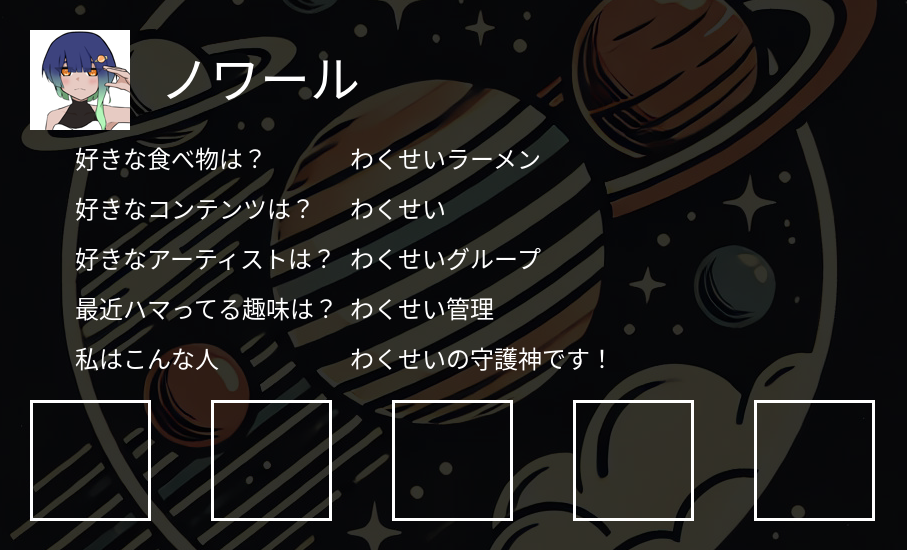 ノワール
好きな食べ物は？ わくせいラーメン
好きなコンテンツは？ わくせい
好きなアーティストは？ わくせいグループ
最近ハマってる趣味は？ わくせい管理
私はこんな人 わくせいの守護神です！